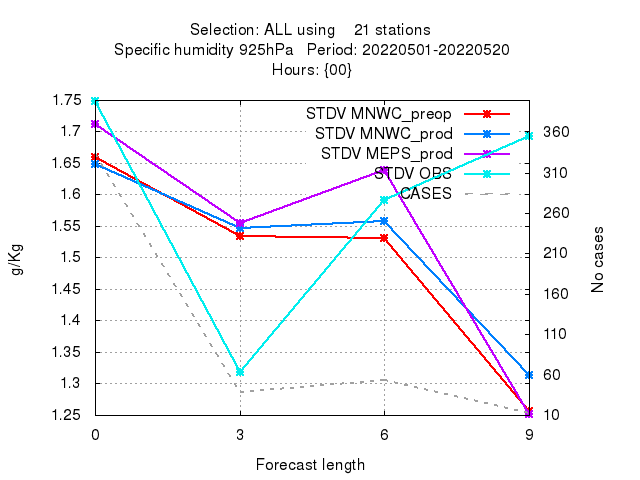 Selection: ALL using    21 stations
Specific humidity 925hPa   Period: 20220501-20220520
Hours: {00}
STDV MNWC_preop
STDV MNWC_prod
STDV MEPS_prod
STDV OBS
CASES
1.75
1.7
1.65
1.6
1.55
1.5
1.45
1.4
1.35
1.3
1.25
g/Kg
360
310
260
210
160
110
60
10
No cases
0 3 6 9
Forecast length